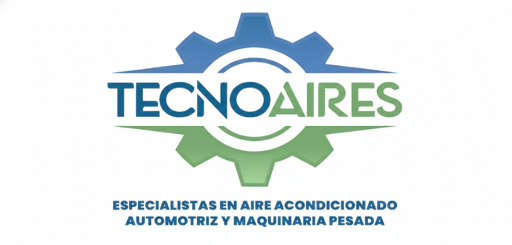 TECNOAIRES
ESPECIALISTAS EN AIRE ACONDICIONADO
AUTOMOTRIZ Y MAQUINARIA PESADA